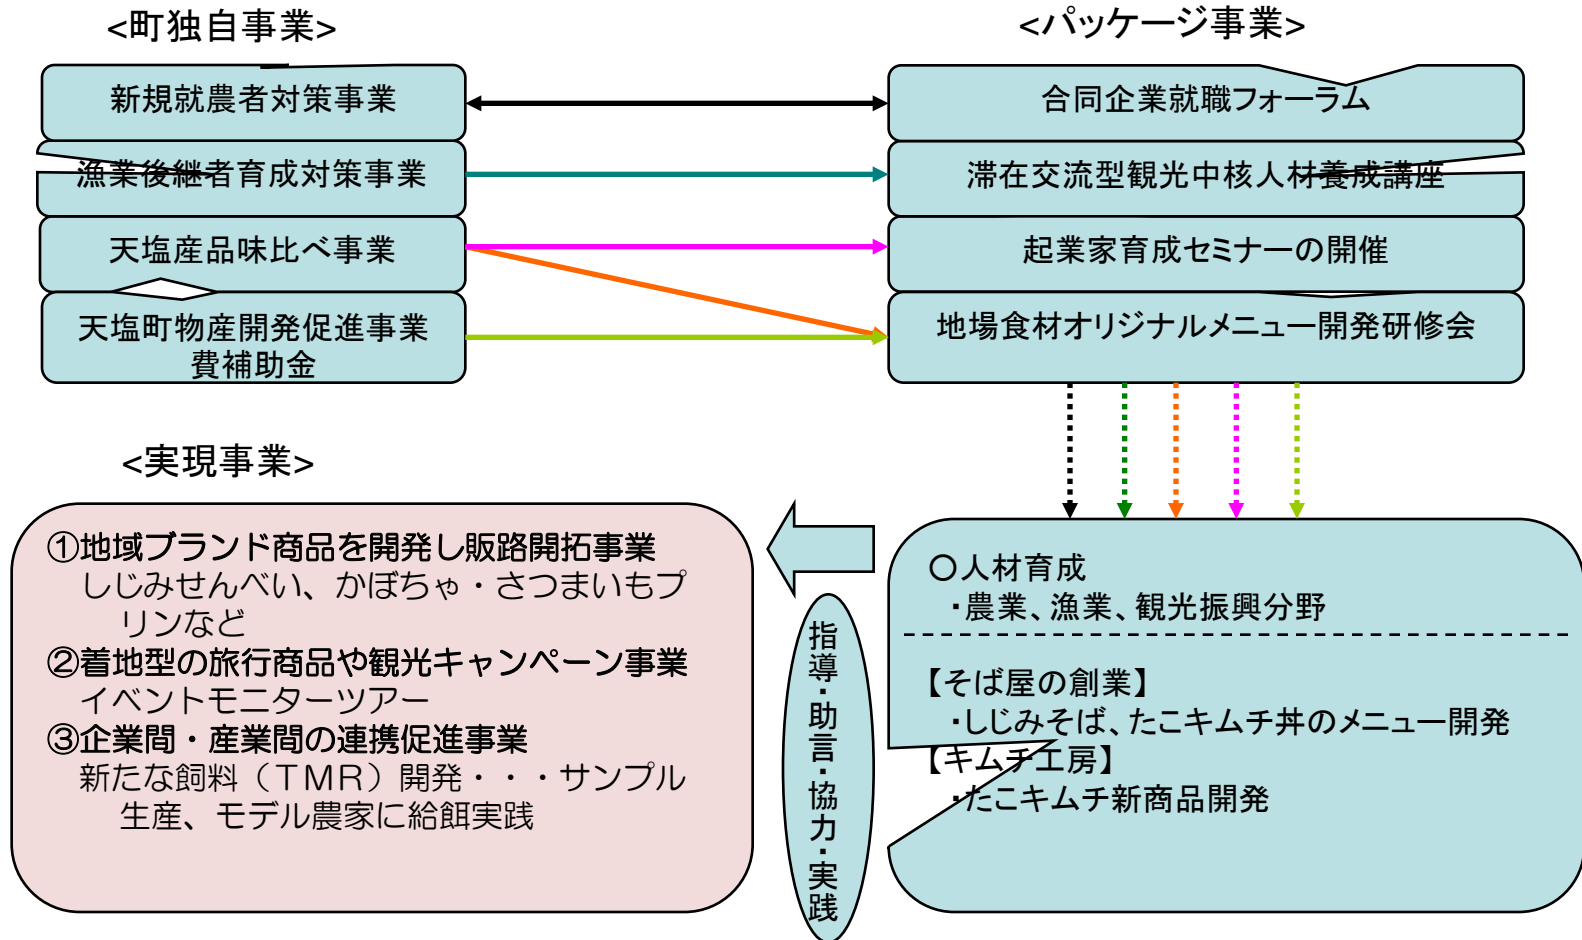 <町独自事業>
<パッケージ事業>
新規就農者対策事業
漁業後継者育成対策事業
天塩産品味比べ事業
天塩町物産開発促進事業
費補助金
合同企業就職フォーラム
滞在交流型観光中核人材養成講座
起業家育成セミナーの開催
地場食材オリジナルメニュー開発研修会
<実現事業>
①地域ブランド商品を開発し販路開拓事業
しじみせんべい、かぼちゃ・さつまいもプ
リンなど
②着地型の旅行商品や観光キャンペーン事業
イベントモニターツアー
③企業間・産業間の連携促進事業
新たな飼料（ＴＭＲ）開発・・・サンプル
生産、モデル農家に給餌実践
指導・助言・協力・実践
〇人材育成
・農業、漁業、観光振興分野
【そば屋の創業】
・しじみそば、たこキムチ丼のメニュー開発
【キムチ工房】
・たこキムチ新商品開発